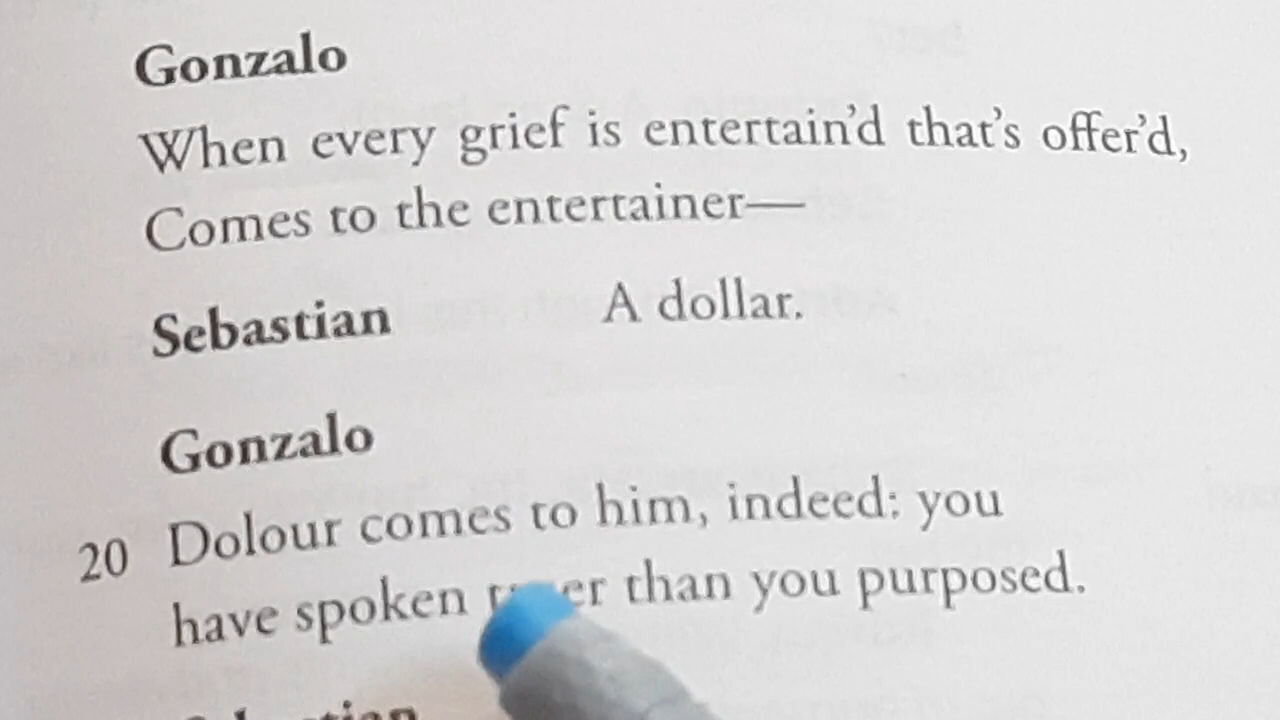 Gonzalo
When every grief is entertain'd that's offer'd,
Comes to the entertainer—
Sebastian A dollar.
Gonzalo
20 Dolour comes to him, indeed: you
have spoken than you purposed.